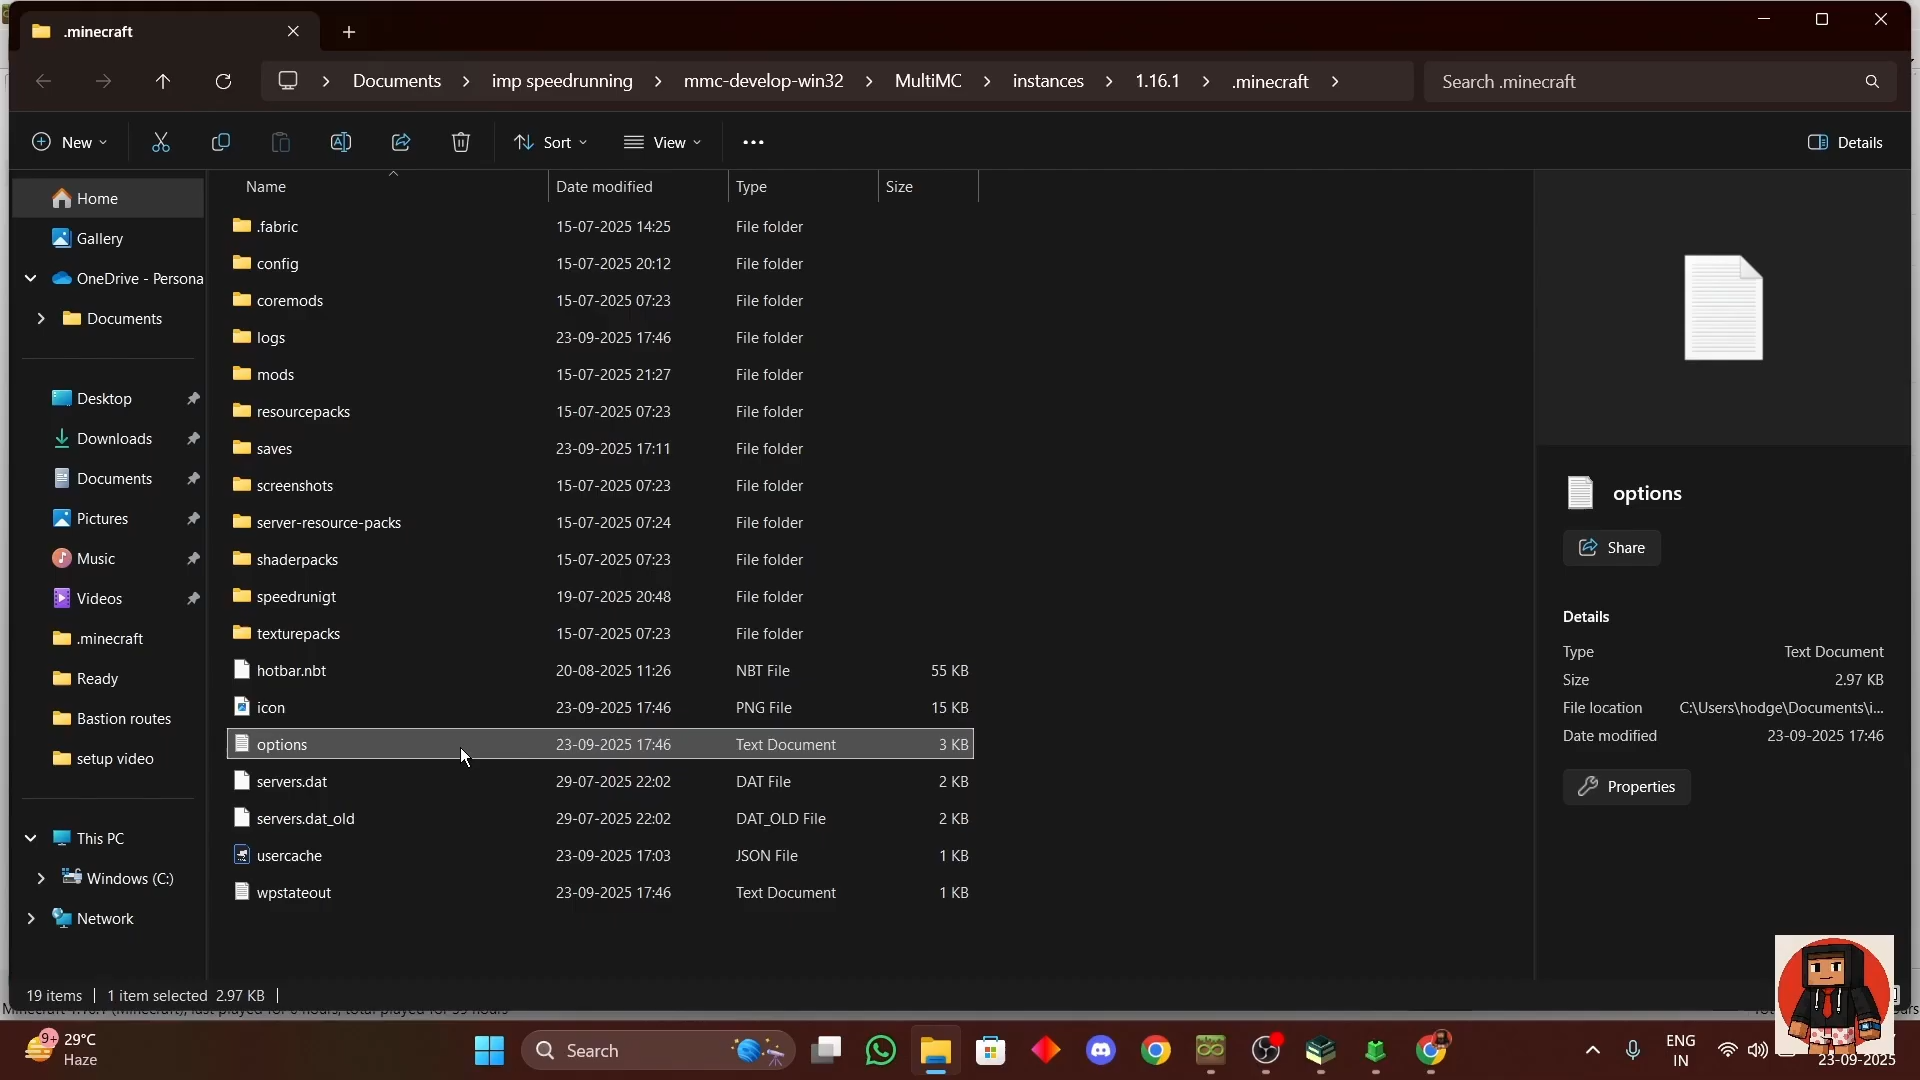 .minecraft
Documents
imp speedrunning
mmc-develop-win32
MultiMC
instances
1.16.1
.minecraft
Search .minecraft
New
Sort
View
Details
Name
Date modified
Type
Size
Home
Gallery
OneDrive - Persona
Documents
Desktop
Downloads
Documents
Pictures
Music
Videos
.minecraft
Ready
Bastion routes
setup video
This PC
Windows (C:)
Network
.fabric 15-07-2025 14:25 File folder
config 15-07-2025 20:12 File folder
coremods 15-07-2025 07:23 File folder
logs 23-09-2025 17:46 File folder
mods 15-07-2025 21:27 File folder
resourcepacks 15-07-2025 07:23 File folder
saves 23-09-2025 17:11 File folder
screenshots 15-07-2025 07:23 File folder
server-resource-packs 15-07-2025 07:24 File folder
shaderpacks 15-07-2025 07:23 File folder
speedrunigt 19-07-2025 20:48 File folder
texturepacks 15-07-2025 07:23 File folder
hotbar.nbt 20-08-2025 11:26 NBT File 55 KB
icon 23-09-2025 17:46 PNG File 15 KB
options 23-09-2025 17:46 Text Document 3 KB
servers.dat 29-07-2025 22:02 DAT File 2 KB
servers.dat_old 29-07-2025 22:02 DAT_OLD File 2 KB
usercache 23-09-2025 17:03 JSON File 1 KB
wpstateout 23-09-2025 17:46 Text Document 1 KB
options
Share
Details
Type Text Document
Size 2.97 KB
File location C:\Users\hodge\Documents\i...
Date modified 23-09-2025 17:46
Properties
19 items
1 item selected 2.97 KB
9+
29°C
Haze
Search
ENG
IN
23-09-2025